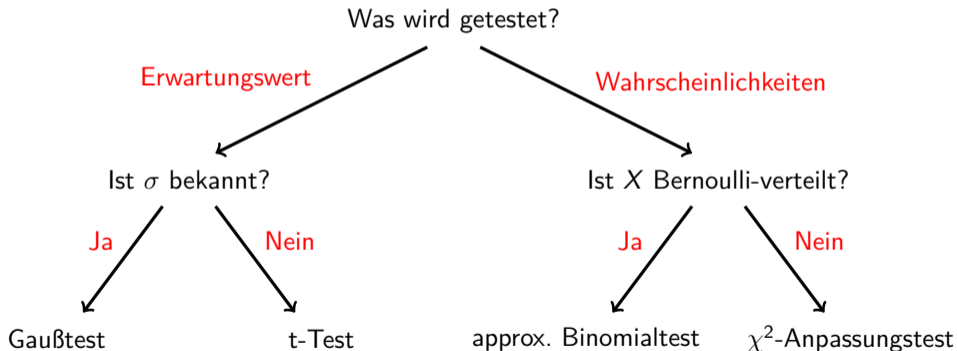 Was wird getestet?
Erwartungswert
Wahrscheinlichkeiten
Ist σ bekannt?
Ist X Bernoulli-verteilt?
Ja
Nein
Ja
Nein
Gaußtest
t-Test
approx. Binomialtest
χ²-Anpassungstest